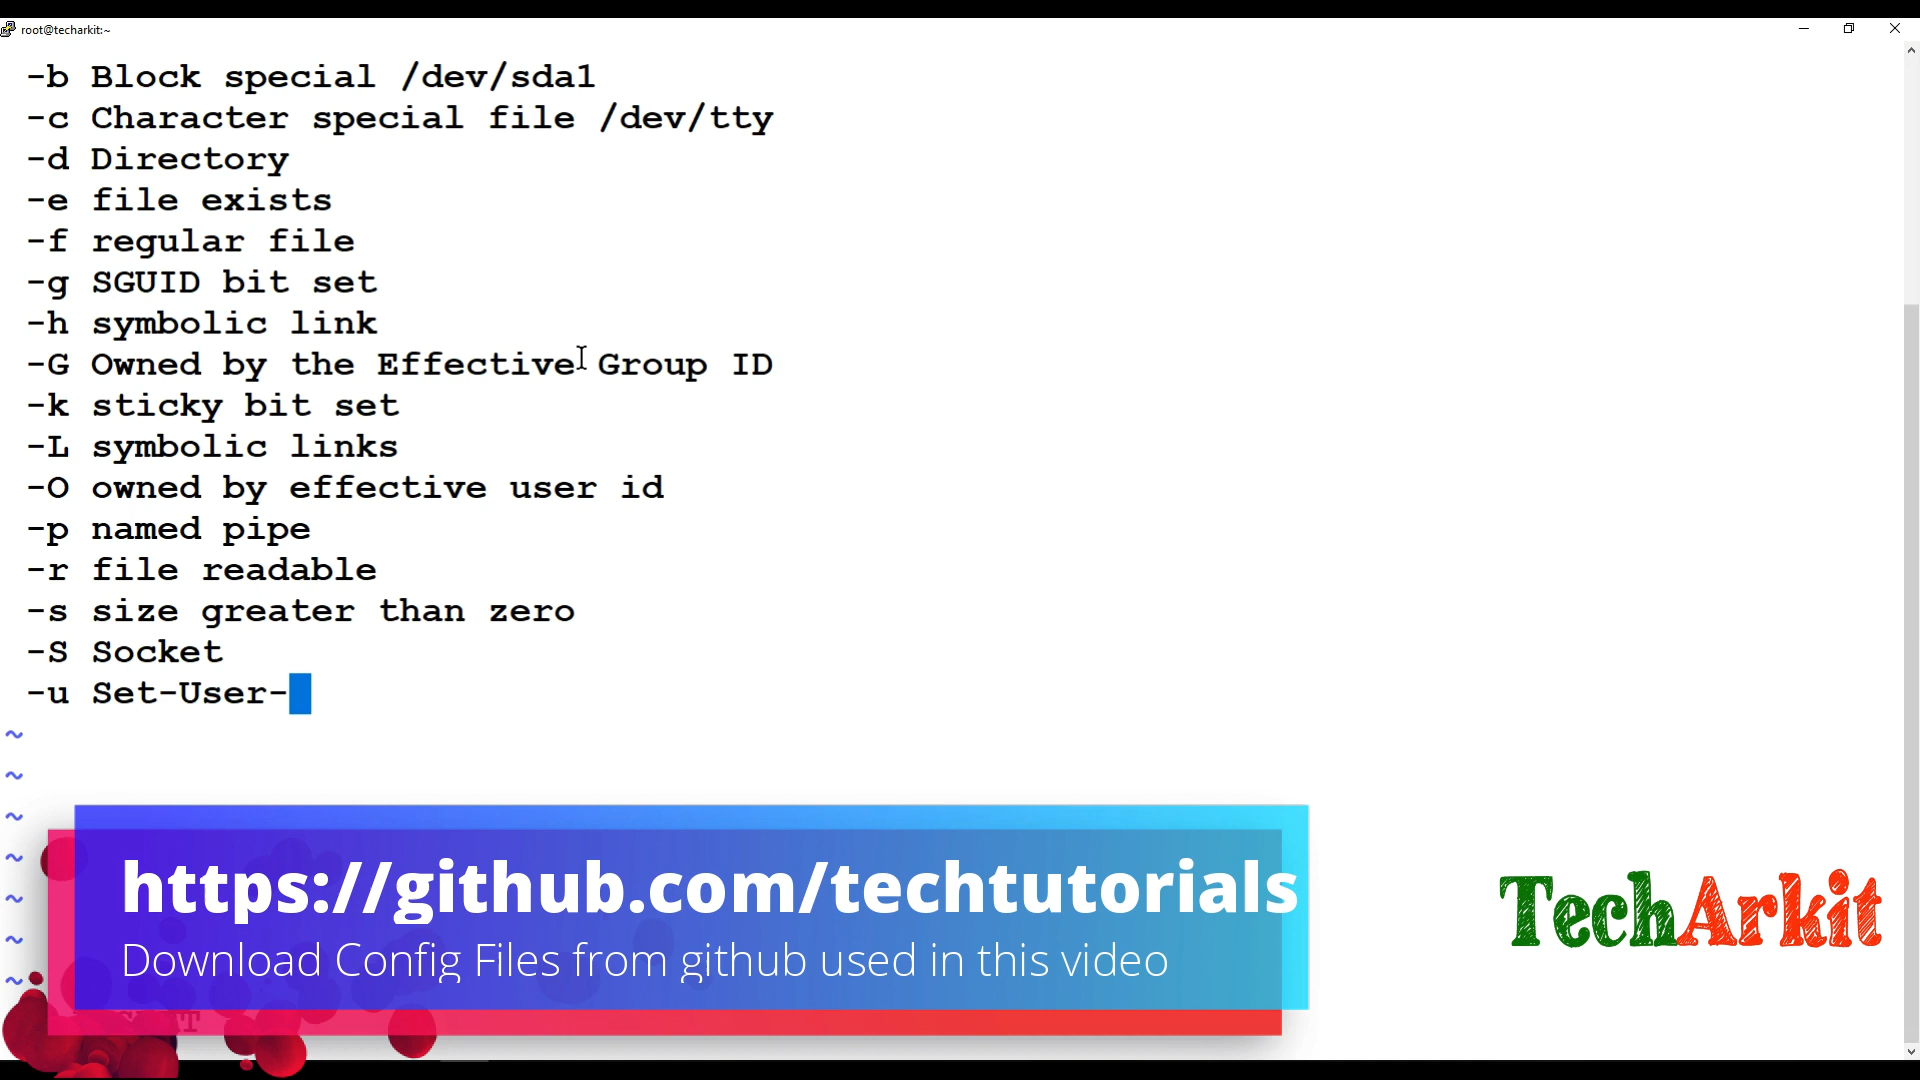 root@techarkit:~
-b Block special /dev/sda1
-c Character special file /dev/tty
-d Directory
-e file exists
-f regular file
-g SGUID bit set
-h symbolic link
-G Owned by the Effective Group ID
-k sticky bit set
-L symbolic links
-O owned by effective user id
-p named pipe
-r file readable
-s size greater than zero
-S Socket
-u Set-User-
~
~
~
~
~
~
~
https://github.com/techtutorials
Download Config Files from github used in this video
TechArkit